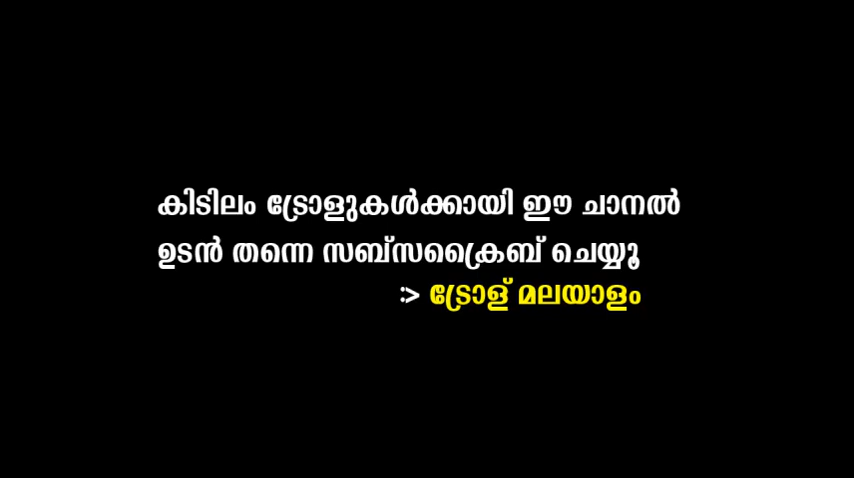 കിടിലം ട്രോളുകൾക്കായി ഈ ചാനൽ
ഉടൻ തന്നെ സബ്സക്രൈബ് ചെയ്യൂ
:> ട്രോള് മലയാളം